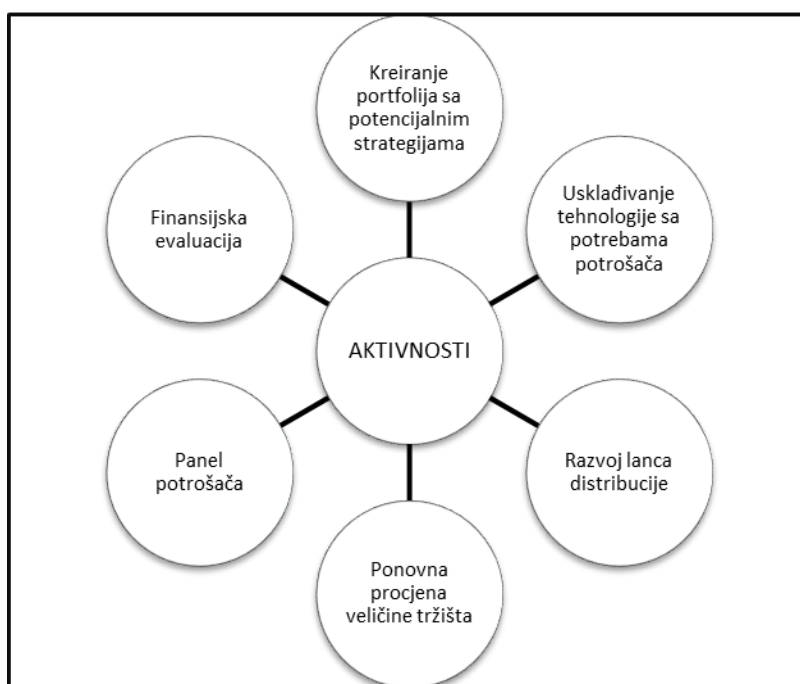 Kreiranje
portfolija sa
potencijalnim
strategijama
Usklađivanje
tehnologije sa
potrebama
potrošača
Razvoj lanca
distribucije
Ponovna
procjena
veličine tržišta
Panel
potrošača
Finansijska
evaluacija
AKTIVNOSTI